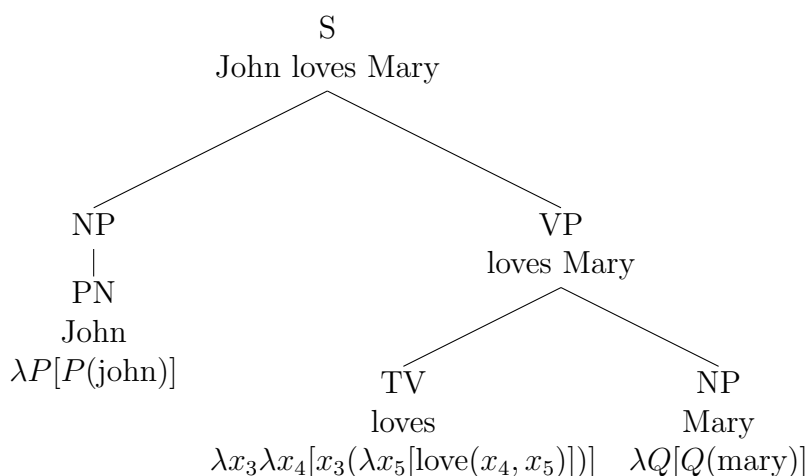 S
John loves Mary
NP
PN
John
λP[P(john)]
VP
loves Mary
TV
loves
λx₃λx₄[x₃(λx₅[love(x₄, x₅)])]
NP
Mary
λQ[Q(mary)]